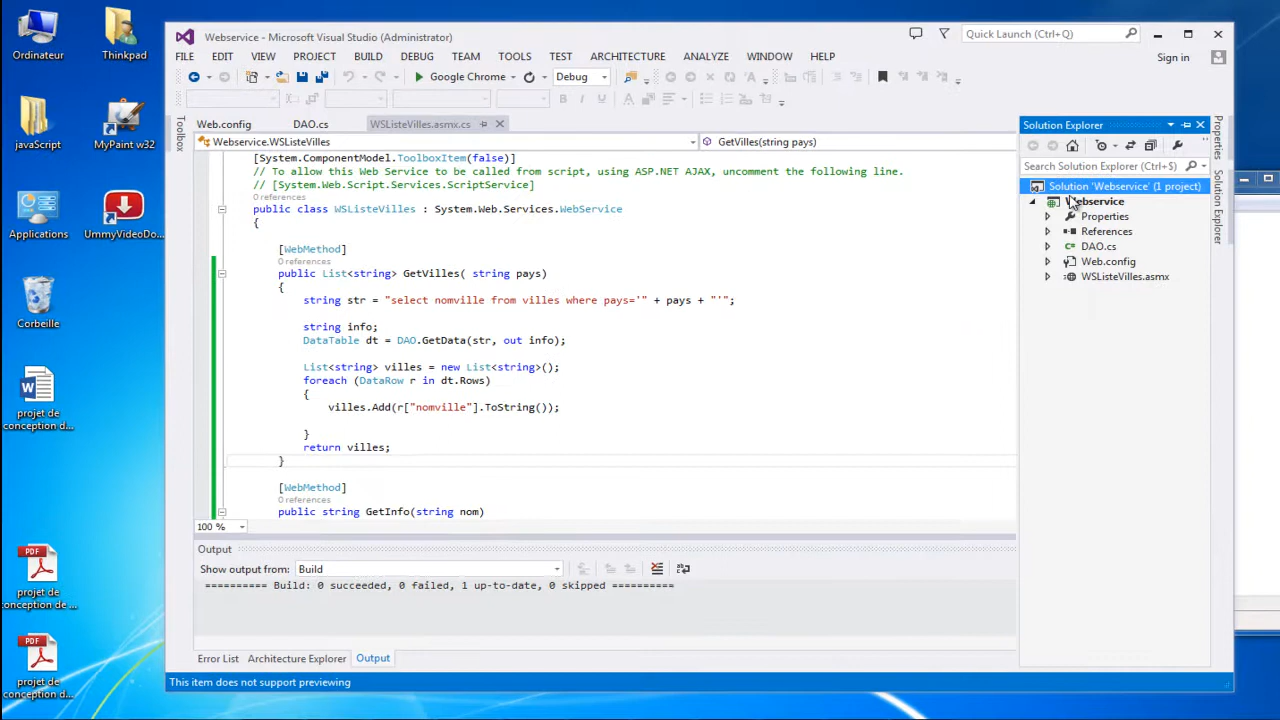 Ordinateur
Thinkpad
javaScript
MyPaint w32
Applications
UmmyVideoDo...
Corbeille
projet de
conception d...
PDF
projet de
conception de ...
PDF
projet de
conception d...
Webservice - Microsoft Visual Studio (Administrator)
Quick Launch (Ctrl+Q)
FILE EDIT VIEW PROJECT BUILD DEBUG TEAM TOOLS TEST ARCHITECTURE ANALYZE WINDOW HELP
Sign in
Google Chrome
Debug
Toolbox
Web.config DAO.cs WSListeVilles.asmx.cs
Webservice.WSListeVilles
GetVilles(string pays)
[System.ComponentModel.ToolboxItem(false)]
// To allow this Web Service to be called from script, using ASP.NET AJAX, uncomment the following line.
// [System.Web.Script.Services.ScriptService]
0 references
public class WSListeVilles : System.Web.Services.WebService
{
[WebMethod]
0 references
public List<string> GetVilles( string pays)
{
string str = "select nomville from villes where pays='" + pays + "'";
string info;
DataTable dt = DAO.GetData(str, out info);
List<string> villes = new List<string>();
foreach (DataRow r in dt.Rows)
{
villes.Add(r["nomville"].ToString());
}
return villes;
}
[WebMethod]
0 references
public string GetInfo(string nom)
100 %
Output
Show output from: Build
========== Build: 0 succeeded, 0 failed, 1 up-to-date, 0 skipped ==========
Error List Architecture Explorer Output
This item does not support previewing
Solution Explorer
Search Solution Explorer (Ctrl+$)
Solution 'Webservice' (1 project)
Webservice
Properties
References
DAO.cs
Web.config
WSListeVilles.asmx
Properties
Solution Explorer